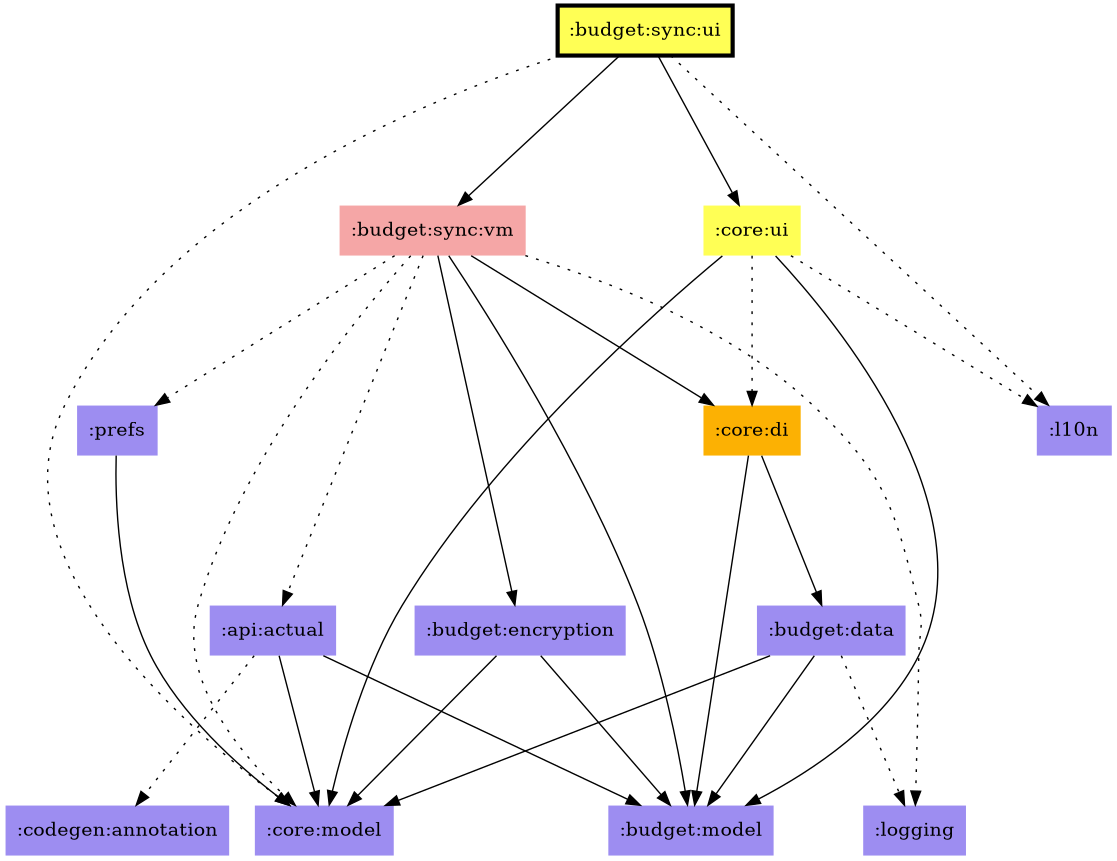 :budget:sync:ui
:budget:sync:vm
:core:ui
:prefs
:core:di
:l10n
:api:actual
:budget:encryption
:budget:data
:codegen:annotation
:core:model
:budget:model
:logging